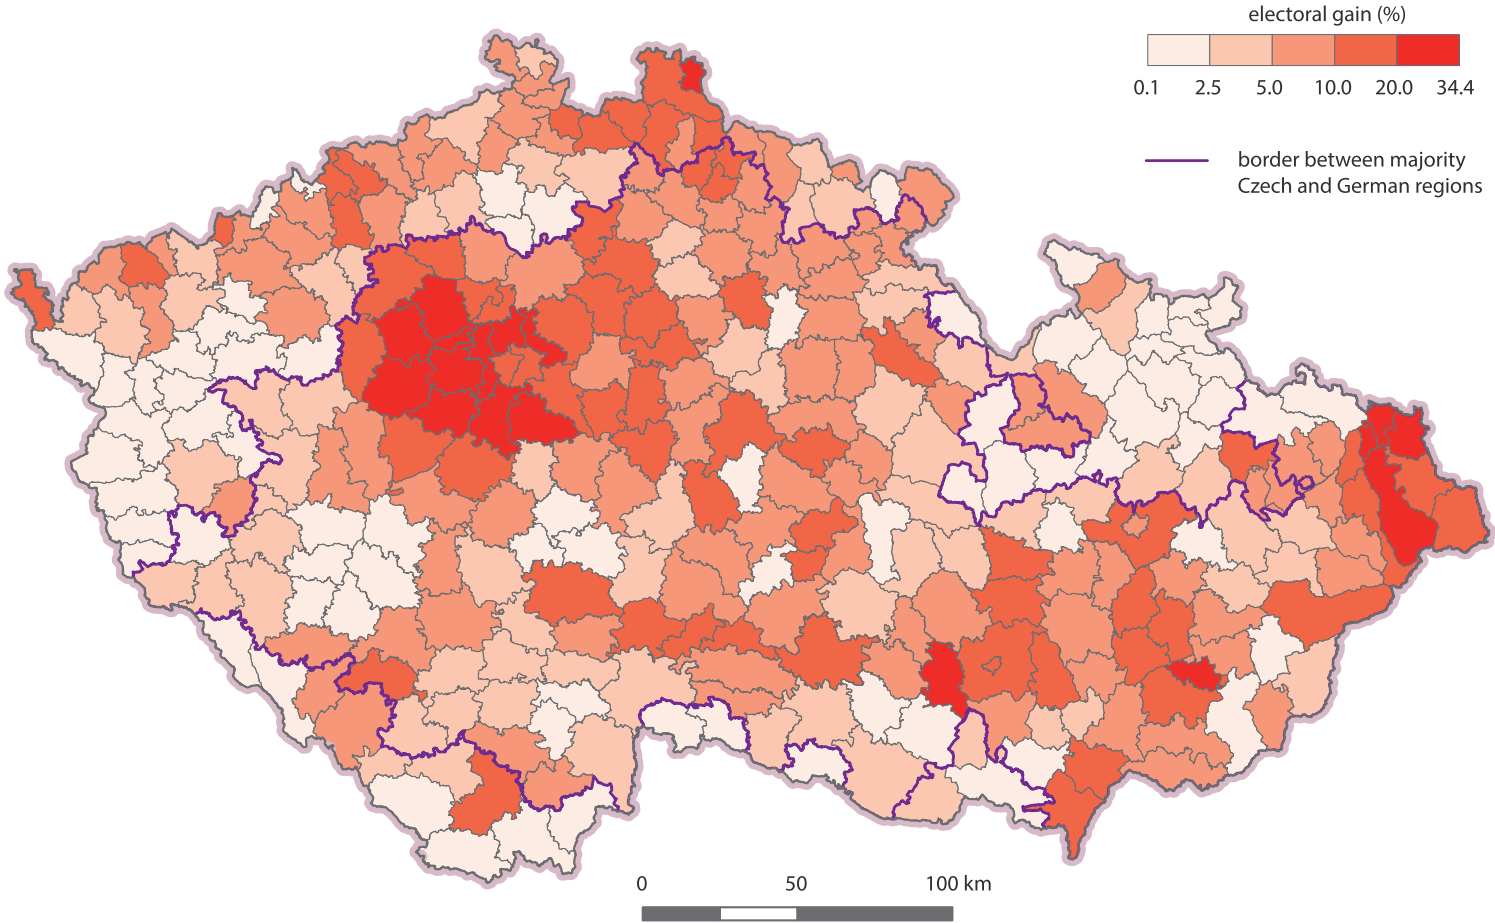 electoral gain (%)
0.1 2.5 5.0 10.0 20.0 34.4
border between majority
Czech and German regions
0 50 100 km